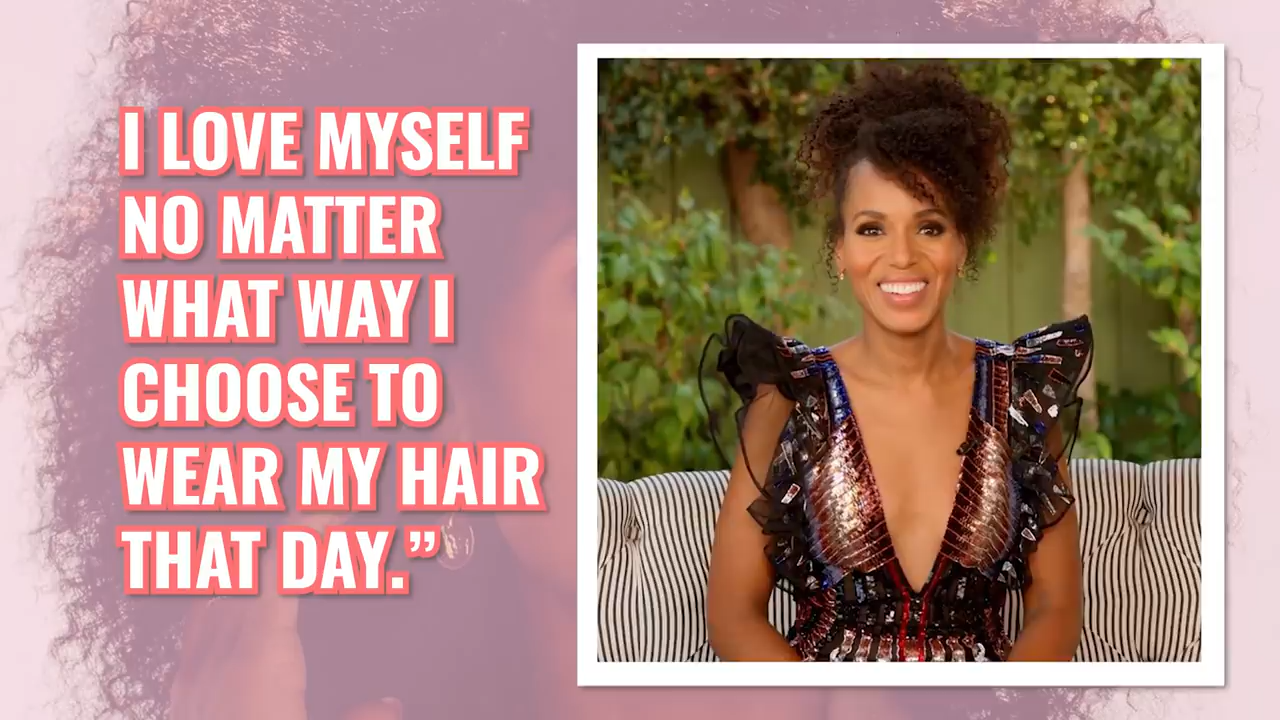 I LOVE MYSELF
NO MATTER
WHAT WAY I
CHOOSE TO
WEAR MY HAIR
THAT DAY.”